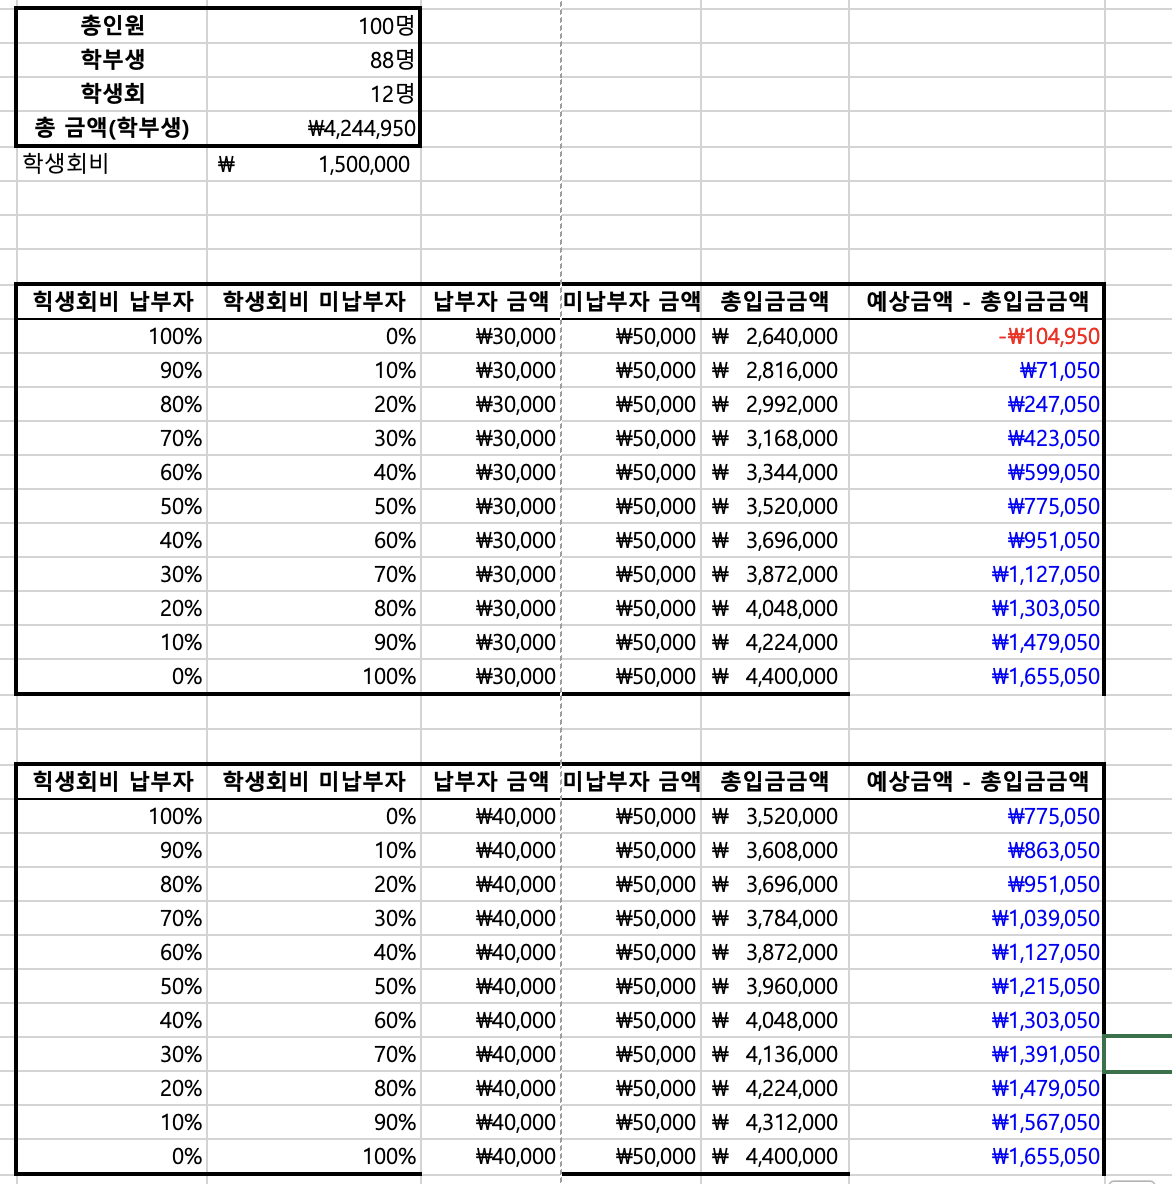 총인원 100명
학부생 88명
학생회 12명
총 금액(학부생) ₩4,244,950
학생회비 ₩ 1,500,000
힉생회비 납부자 학생회비 미납부자 납부자 금액 미납부자 금액 총입금금액 예상금액 - 총입금금액
100% 0% ₩30,000 ₩50,000 ₩ 2,640,000 -₩104,950
90% 10% ₩30,000 ₩50,000 ₩ 2,816,000 ₩71,050
80% 20% ₩30,000 ₩50,000 ₩ 2,992,000 ₩247,050
70% 30% ₩30,000 ₩50,000 ₩ 3,168,000 ₩423,050
60% 40% ₩30,000 ₩50,000 ₩ 3,344,000 ₩599,050
50% 50% ₩30,000 ₩50,000 ₩ 3,520,000 ₩775,050
40% 60% ₩30,000 ₩50,000 ₩ 3,696,000 ₩951,050
30% 70% ₩30,000 ₩50,000 ₩ 3,872,000 ₩1,127,050
20% 80% ₩30,000 ₩50,000 ₩ 4,048,000 ₩1,303,050
10% 90% ₩30,000 ₩50,000 ₩ 4,224,000 ₩1,479,050
0% 100% ₩30,000 ₩50,000 ₩ 4,400,000 ₩1,655,050
힉생회비 납부자 학생회비 미납부자 납부자 금액 미납부자 금액 총입금금액 예상금액 - 총입금금액
100% 0% ₩40,000 ₩50,000 ₩ 3,520,000 ₩775,050
90% 10% ₩40,000 ₩50,000 ₩ 3,608,000 ₩863,050
80% 20% ₩40,000 ₩50,000 ₩ 3,696,000 ₩951,050
70% 30% ₩40,000 ₩50,000 ₩ 3,784,000 ₩1,039,050
60% 40% ₩40,000 ₩50,000 ₩ 3,872,000 ₩1,127,050
50% 50% ₩40,000 ₩50,000 ₩ 3,960,000 ₩1,215,050
40% 60% ₩40,000 ₩50,000 ₩ 4,048,000 ₩1,303,050
30% 70% ₩40,000 ₩50,000 ₩ 4,136,000 ₩1,391,050
20% 80% ₩40,000 ₩50,000 ₩ 4,224,000 ₩1,479,050
10% 90% ₩40,000 ₩50,000 ₩ 4,312,000 ₩1,567,050
0% 100% ₩40,000 ₩50,000 ₩ 4,400,000 ₩1,655,050